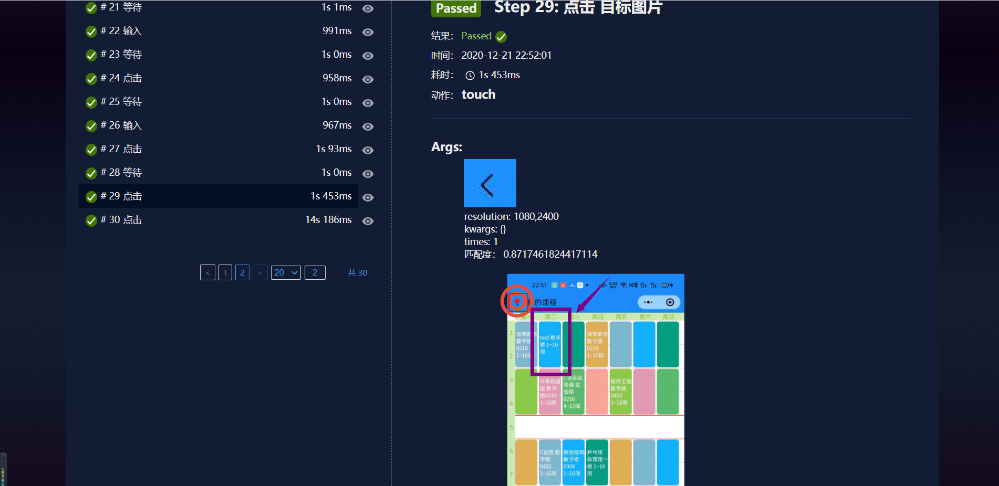 # 21 等待 1s 1ms
# 22 输入 991ms
# 23 等待 1s 0ms
# 24 点击 958ms
# 25 等待 1s 0ms
# 26 输入 967ms
# 27 点击 1s 93ms
# 28 等待 1s 0ms
# 29 点击 1s 453ms
# 30 点击 14s 186ms
< 1 2 > 20 2 共 30
Passed Step 29: 点击 目标图片
结果： Passed
时间： 2020-12-21 22:52:01
耗时： 1s 453ms
动作： touch
Args:
resolution: 1080,2400
kwargs: {}
times: 1
匹配度： 0.8717461824417114
22:51
的课程
周一 周二 周三 周四 周五 周六 周日
1
2
3
4
5
6
7
高等数学
教学楼
0218
1~16周
test 教学
楼 1~16
周
高等数学
教学楼
0218
1~16周
计算机基
础 教学
楼0210
1~16周
C语言实
验课 实
验楼
0216
4~12周
软件工程
教学楼
0403
1~16周
C语言 教
学楼
0402
1~16周
数据结构
教学楼
0306
1~16周
乒乓球
体育馆一
楼 1~16
周